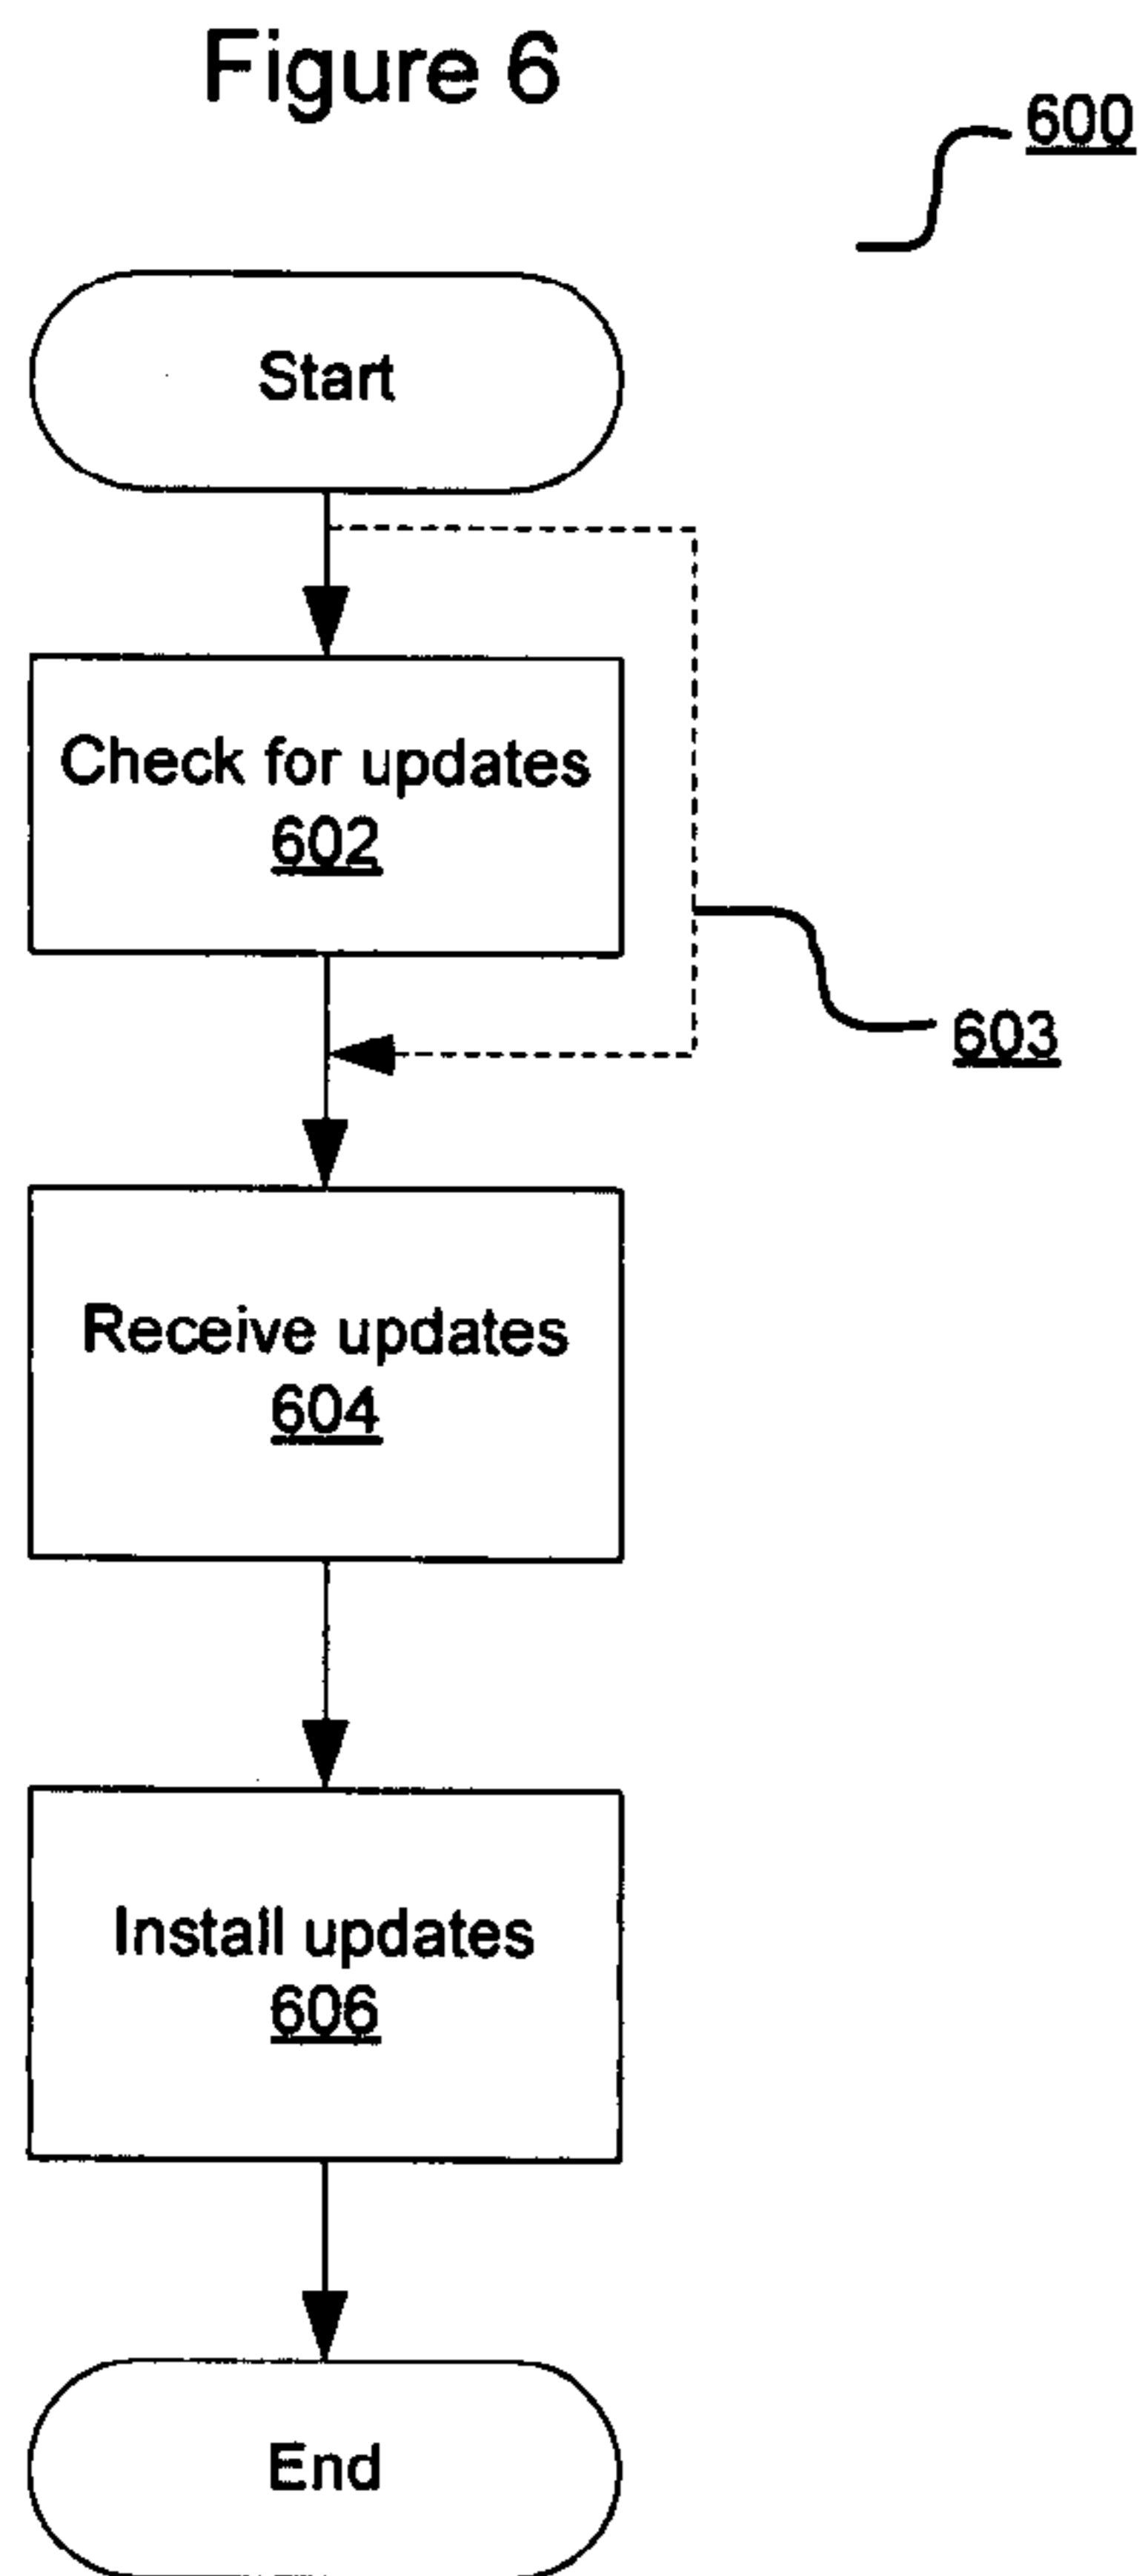 Figure 6
600
Start
Check for updates
602
603
Receive updates
604
Install updates
606
End